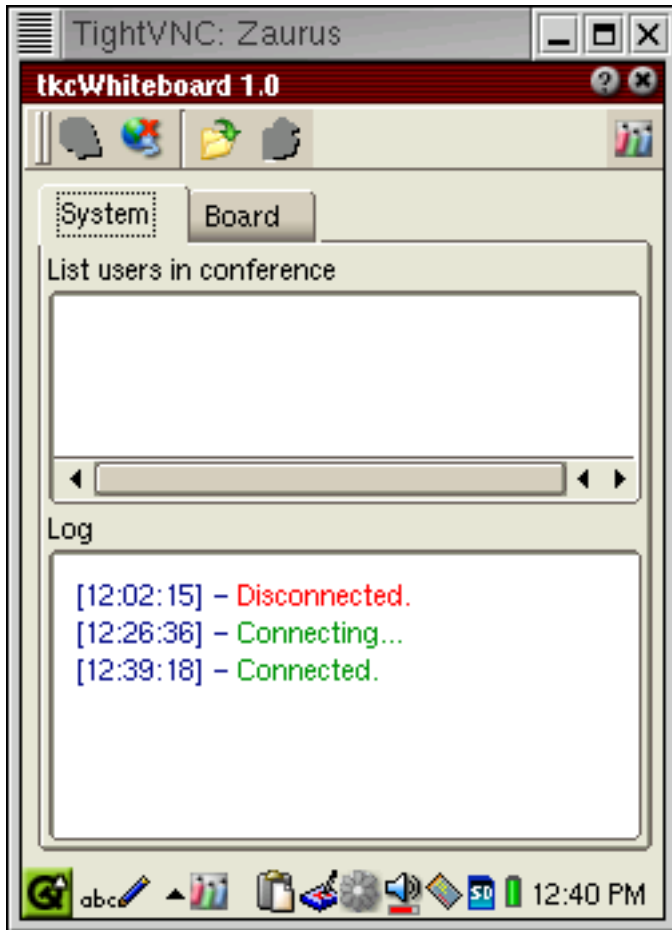 TightVNC: Zaurus
tkcWhiteboard 1.0
System Board
List users in conference
Log
[12:02:15] – Disconnected.
[12:26:36] – Connecting...
[12:39:18] – Connected.
abc SD 12:40 PM